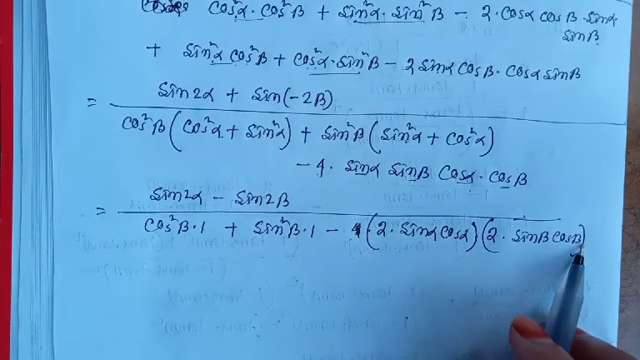 cos²α·cos²β + sin²α·sin²β − 2·cosα cosβ·sinα
sinβ
+ sin²α cos²β + cos²α·sin²β − 2 sinα cosβ·cosα sinβ
= sin2α + sin(−2β)
cos²β (cos²α + sin²α) + sin²β (sin²α + cos²α)
− 4· sinα sinβ cosα·cosβ
= sin2α − sin2β
cos²β·1 + sin²β·1 − (2·sinα cosα) (2· sinβ cosβ)